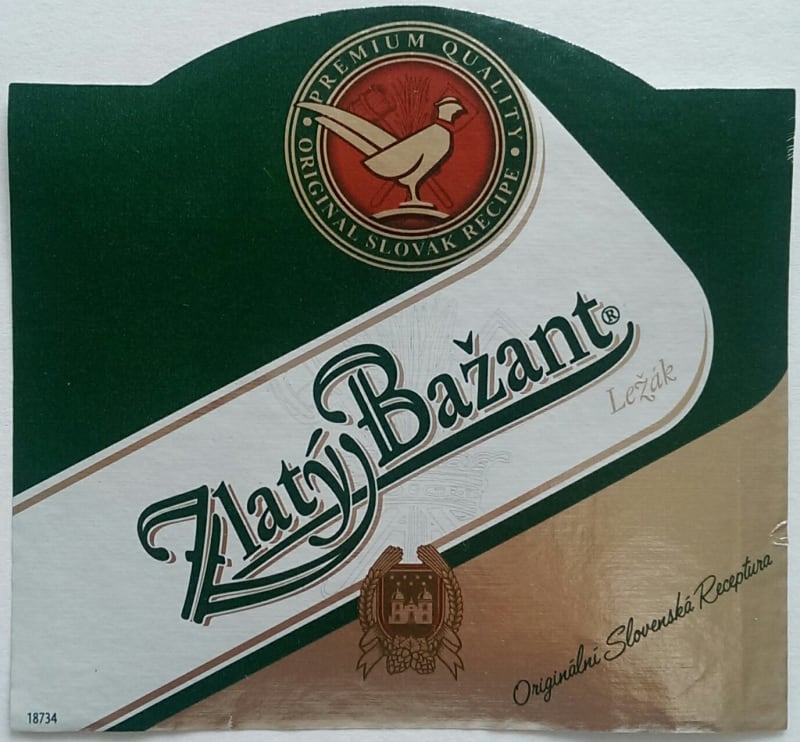 PREMIUM QUALITY
ORIGINAL SLOVAK RECIPE
Zlatý Bažant®
Ležák
Originální Slovenská Receptura
18734